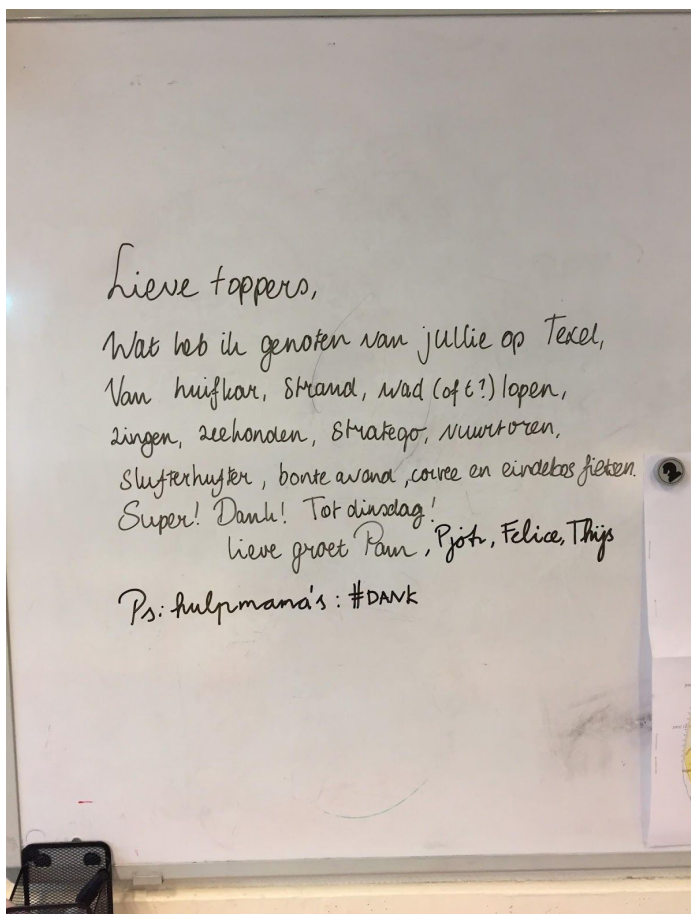 Lieve toppers,
Wat heb ik genoten van jullie op Texel,
Van huifkar, strand, wad (of t?) lopen,
zingen, zeehonden, stratego, vuurtoren,
slufterhufter, bonte avond, corvee en eindeloos fietsen.
Super! Dank! Tot dinsdag!
lieve groet Pam, Pjotr, Felice, Thijs
Ps: hulpmama's: #DANK